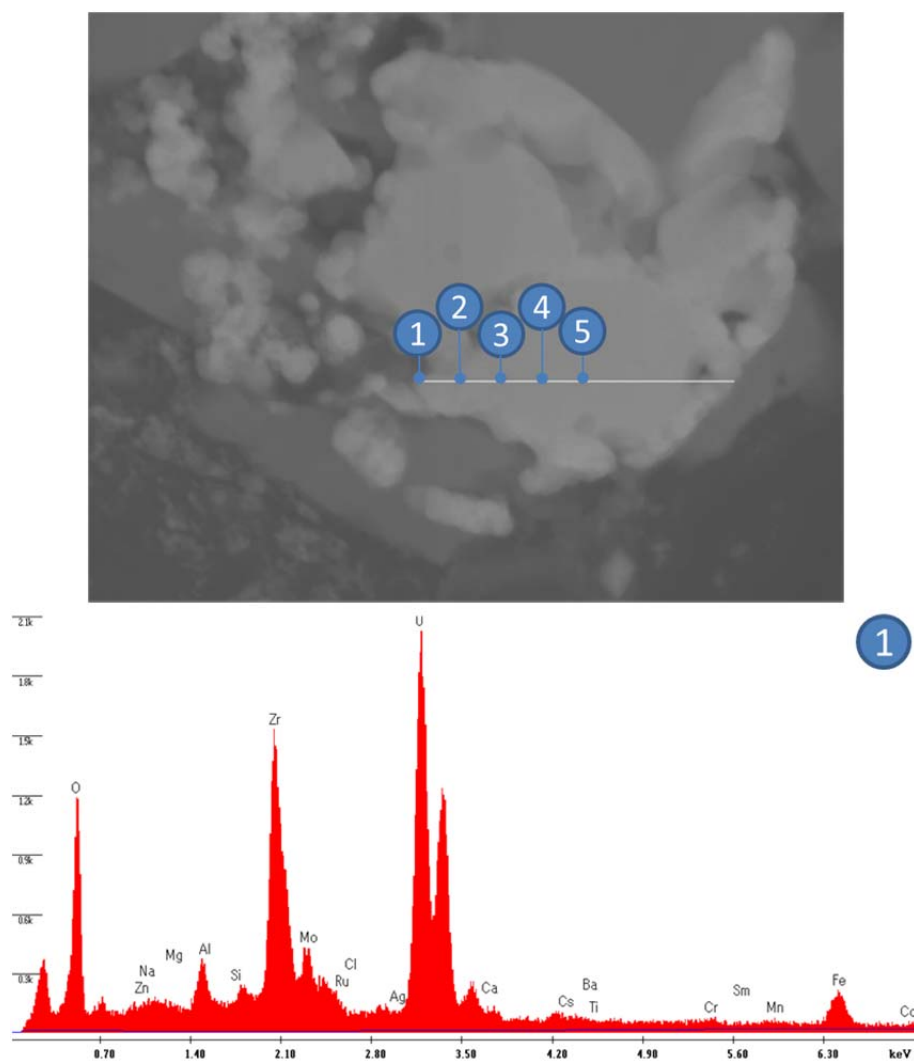 1
2
3
4
5
1
2.1k
U
1.8k
Zr
1.5k
O
1.2k
0.9k
0.6k
Mo
Al
Mg
Cl
Na
Si
Ru
Ba
Zn
Ag
Ca
Cs
Ti
Cr
Sm
Mn
Fe
Co
0.3k
0.70 1.40 2.10 2.80 3.50 4.20 4.90 5.60 6.30 keV